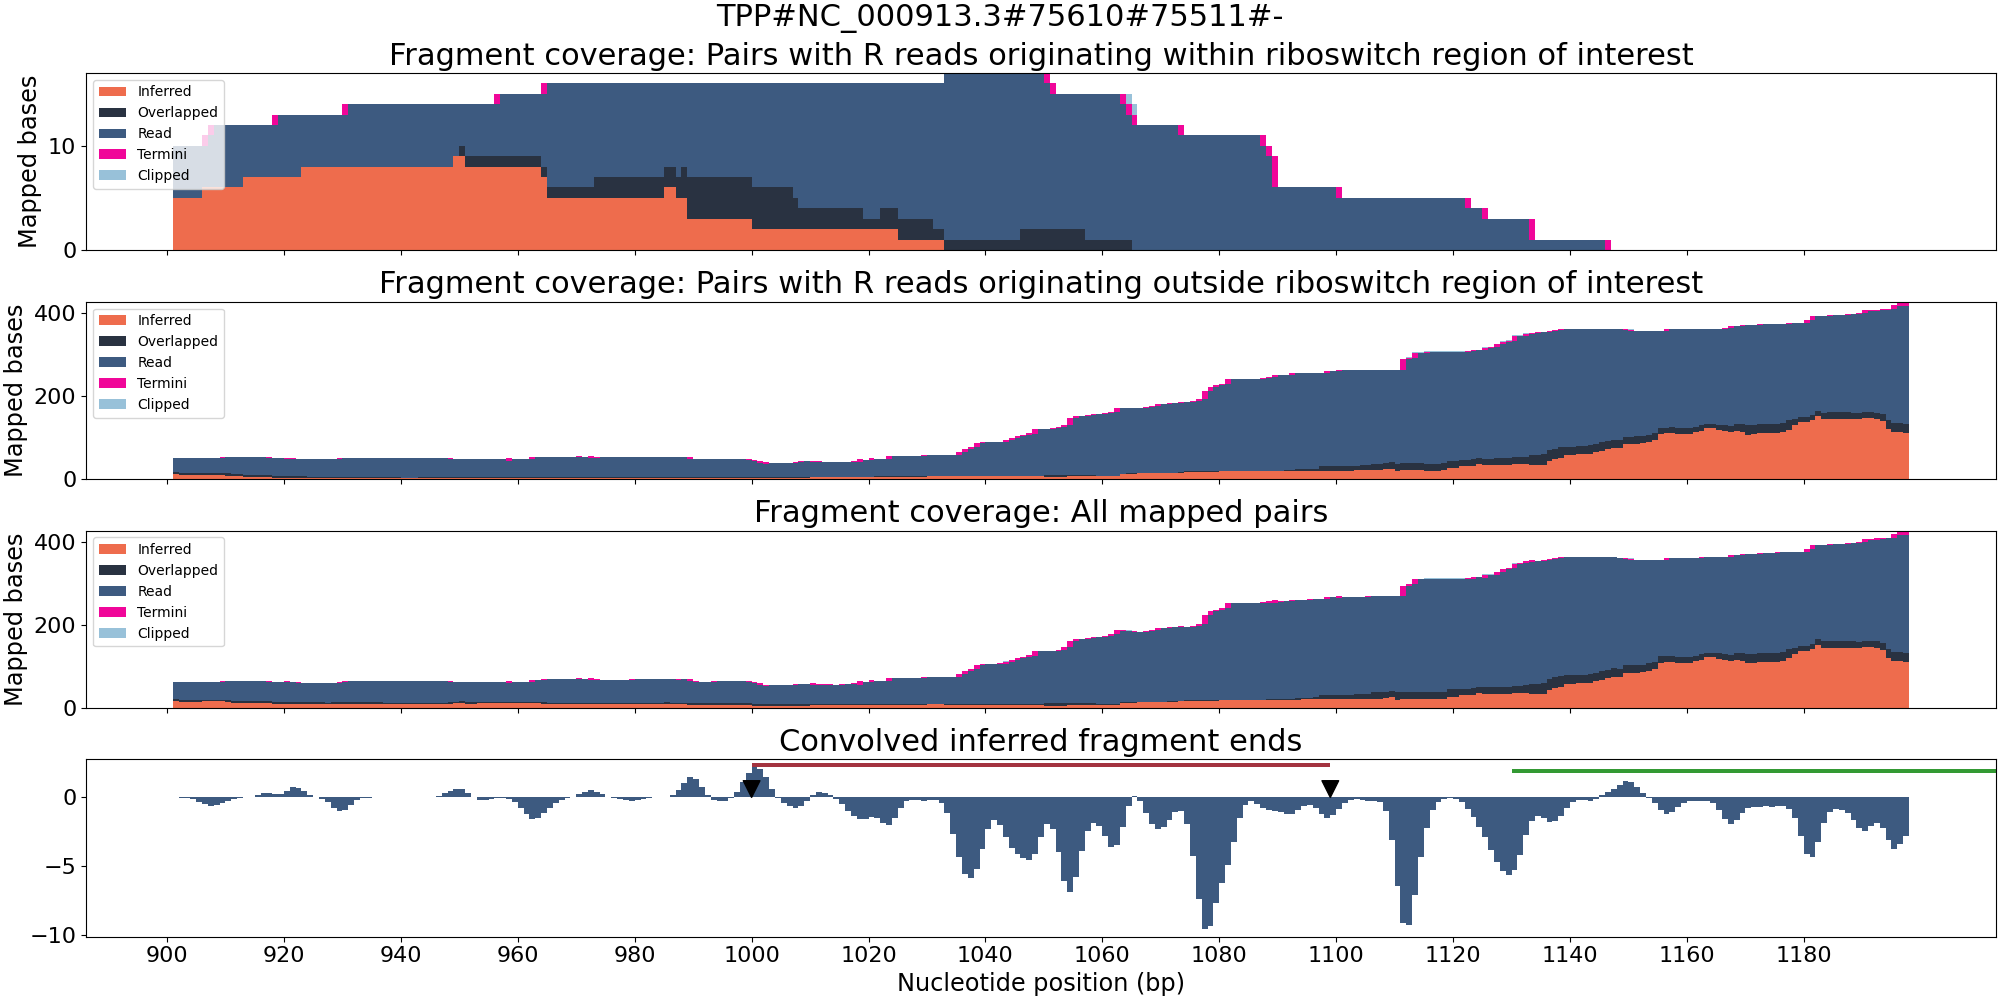 TPP#NC_000913.3#75610#75511#-
Fragment coverage: Pairs with R reads originating within riboswitch region of interest
Mapped bases
10
0
Inferred
Overlapped
Read
Termini
Clipped
Fragment coverage: Pairs with R reads originating outside riboswitch region of interest
Mapped bases
400
200
0
Inferred
Overlapped
Read
Termini
Clipped
Fragment coverage: All mapped pairs
Mapped bases
400
200
0
Inferred
Overlapped
Read
Termini
Clipped
Convolved inferred fragment ends
0
−5
−10
900 920 940 960 980 1000 1020 1040 1060 1080 1100 1120 1140 1160 1180
Nucleotide position (bp)